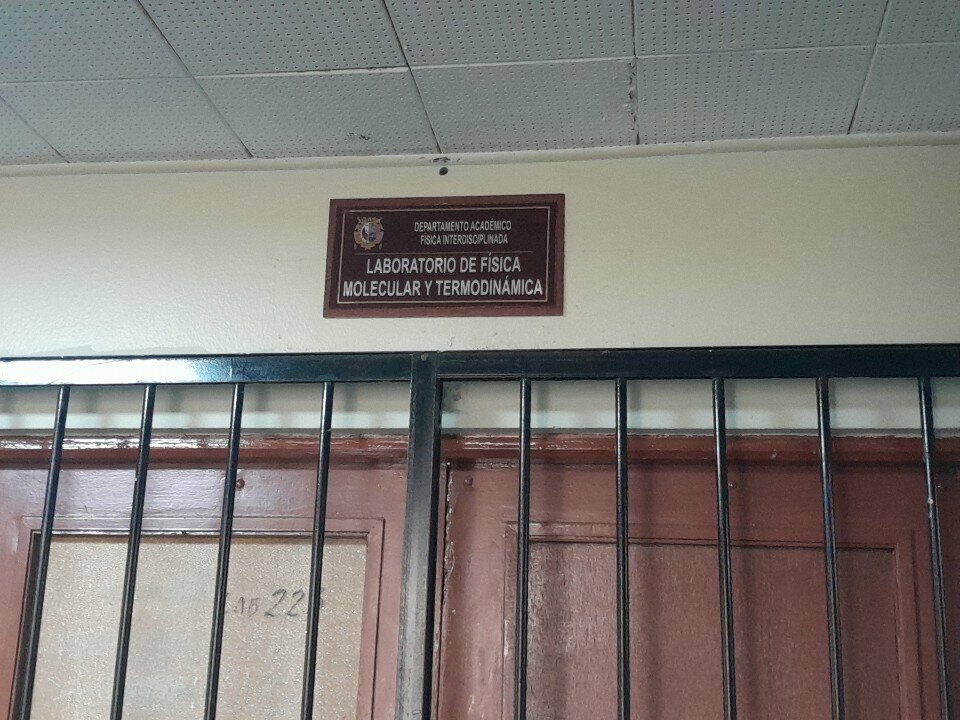 DEPARTAMENTO ACADÉMICO
FÍSICA INTERDISCIPLINADA
LABORATORIO DE FÍSICA
MOLECULAR Y TERMODINÁMICA